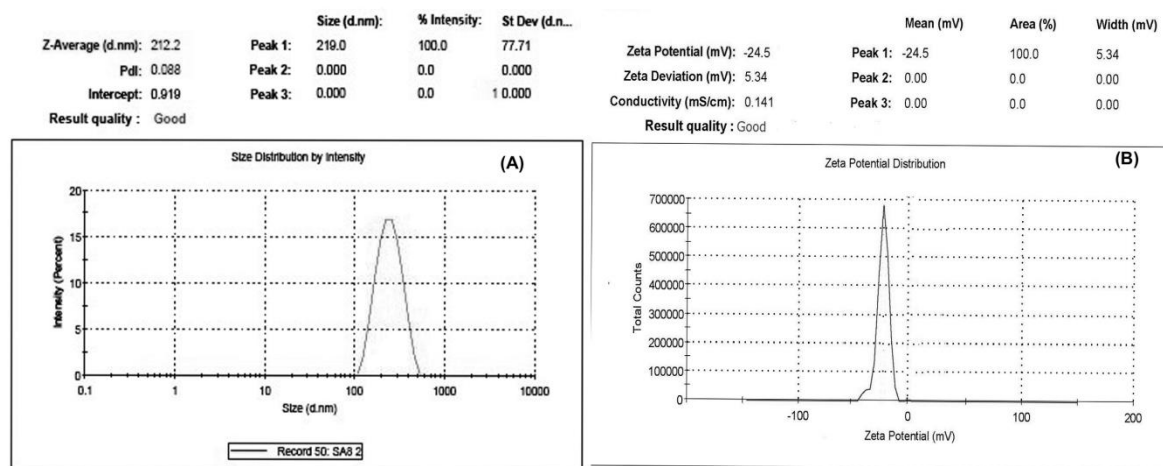 Size (d.nm): % Intensity: St Dev (d.n...
Z-Average (d.nm): 212.2 Peak 1: 219.0 100.0 77.71
PdI: 0.088 Peak 2: 0.000 0.0 0.000
Intercept: 0.919 Peak 3: 0.000 0.0 1 0.000
Result quality : Good
Size Distribution by Intensity
(A)
Intensity (Percent)
20
15
10
5
0
0.1 1 10 100 1000 10000
Size (d.nm)
Record 50: SA8 2
Mean (mV) Area (%) Width (mV)
Zeta Potential (mV): -24.5 Peak 1: -24.5 100.0 5.34
Zeta Deviation (mV): 5.34 Peak 2: 0.00 0.0 0.00
Conductivity (mS/cm): 0.141 Peak 3: 0.00 0.0 0.00
Result quality : Good
Zeta Potential Distribution
(B)
Total Counts
700000
600000
500000
400000
300000
200000
100000
0
-100 0 100 200
Zeta Potential (mV)